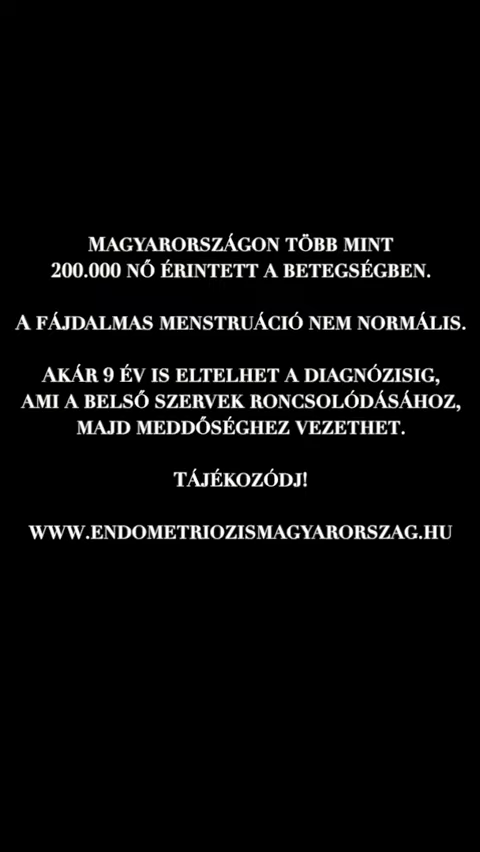 MAGYARORSZÁGON TÖBB MINT
200.000 NŐ ÉRINTETT A BETEGSÉGBEN.
A FÁJDALMAS MENSTRUÁCIÓ NEM NORMÁLIS.
AKÁR 9 ÉV IS ELTELHET A DIAGNÓZISIG,
AMI A BELSŐ SZERVEK RONCSOLÓDÁSÁHOZ,
MAJD MEDDŐSÉGHEZ VEZETHET.
TÁJÉKOZÓDJ!
WWW.ENDOMETRIOZISMAGYARORSZAG.HU